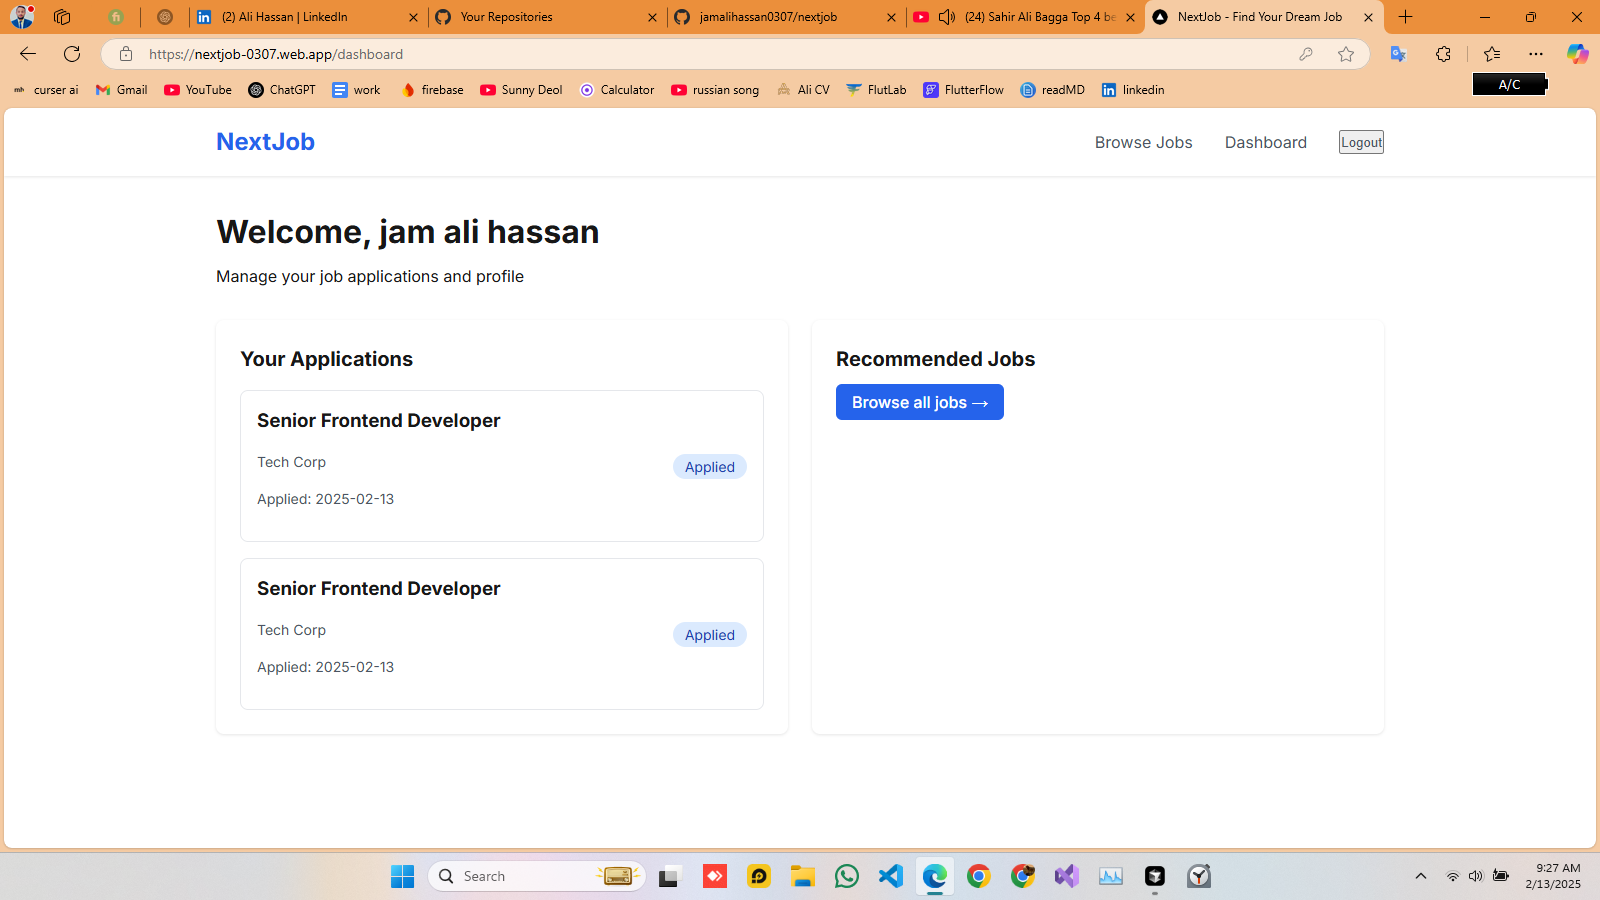 (2) Ali Hassan | LinkedIn
Your Repositories
jamalihassan0307/nextjob
(24) Sahir Ali Bagga Top 4 be
NextJob - Find Your Dream Job
https://nextjob-0307.web.app/dashboard
curser ai
Gmail
YouTube
ChatGPT
work
firebase
Sunny Deol
Calculator
russian song
Ali CV
FlutLab
FlutterFlow
readMD
linkedin
A/C
NextJob
Browse Jobs
Dashboard
Logout
Welcome, jam ali hassan
Manage your job applications and profile
Your Applications
Senior Frontend Developer
Tech Corp
Applied
Applied: 2025-02-13
Senior Frontend Developer
Tech Corp
Applied
Applied: 2025-02-13
Recommended Jobs
Browse all jobs →
Search
9:27 AM
2/13/2025